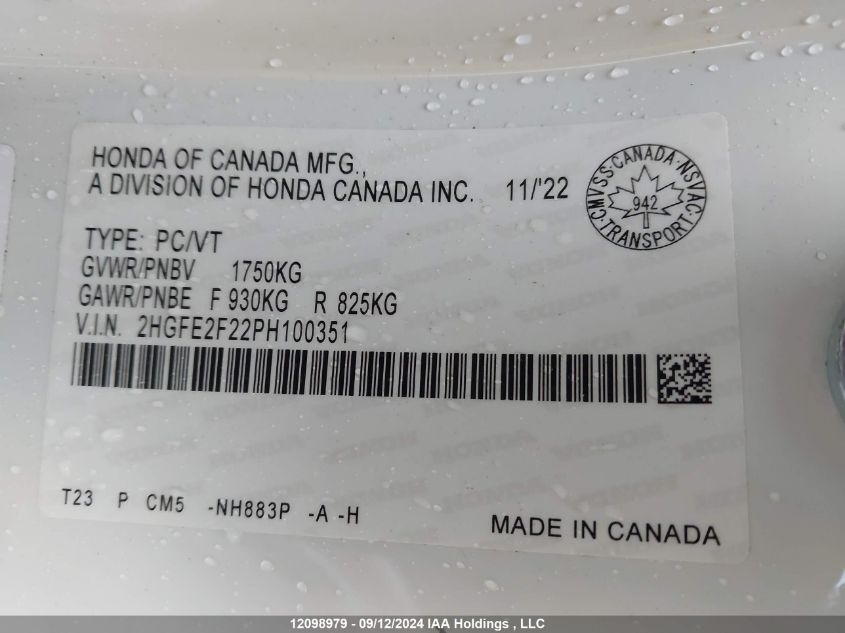 HONDA OF CANADA MFG.,
A DIVISION OF HONDA CANADA INC. 11/'22
CMVSS·CANADA·NSVAC·TRANSPORT·
942
TYPE: PC/VT
GVWR/PNBV 1750KG
GAWR/PNBE F 930KG R 825KG
V.I.N. 2HGFE2F22PH100351
T23 P CM5 -NH883P -A -H
MADE IN CANADA
12098979 - 09/12/2024 IAA Holdings , LLC